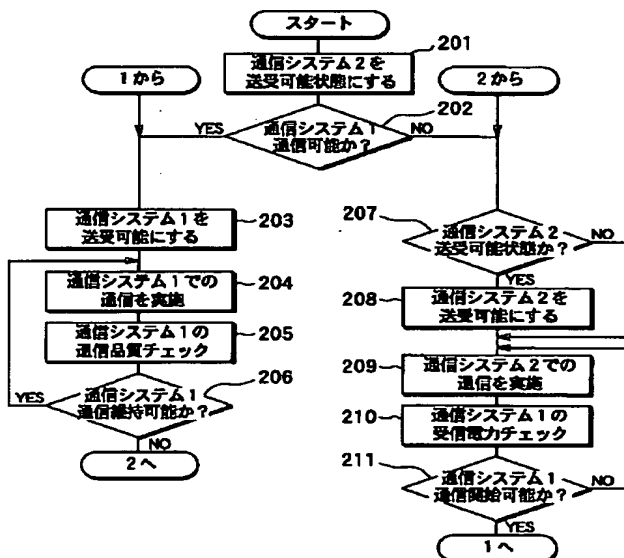 スタート
201
通信システム2を
送受可能状態にする
1から
2から
202
通信システム1
通信可能か?
YES
NO
203
通信システム1を
送受可能にする
204
通信システム1での
通信を実施
205
通信システム1の
通信品質チェック
206
通信システム1
通信維持可能か?
YES
NO
2へ
207
通信システム2
送受可能状態か?
NO
YES
208
通信システム2を
送受可能にする
209
通信システム2での
通信を実施
210
通信システム1の
受信電力チェック
211
通信システム1
通信開始可能か?
NO
YES
1へ